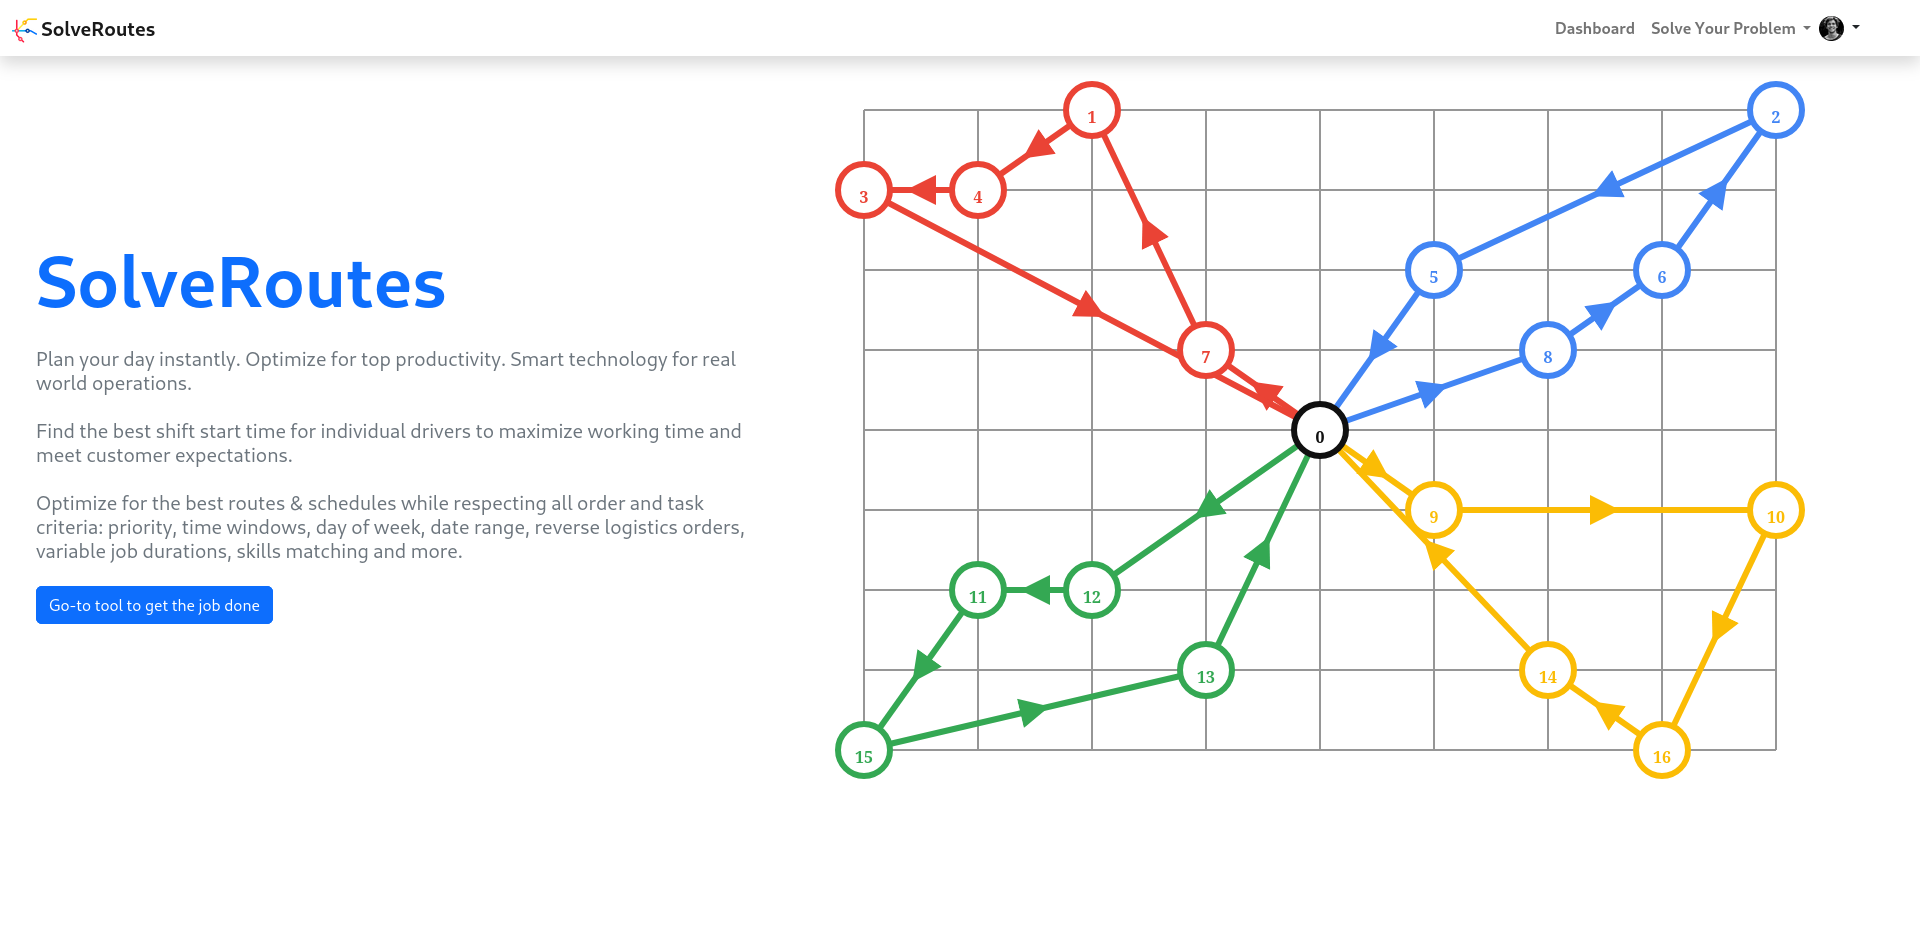 SolveRoutes
Dashboard Solve Your Problem
SolveRoutes
Plan your day instantly. Optimize for top productivity. Smart technology for real
world operations.
Find the best shift start time for individual drivers to maximize working time and
meet customer expectations.
Optimize for the best routes & schedules while respecting all order and task
criteria: priority, time windows, day of week, date range, reverse logistics orders,
variable job durations, skills matching and more.
Go-to tool to get the job done
1
2
3
4
5
6
7
8
0
9
10
11
12
13
14
15
16